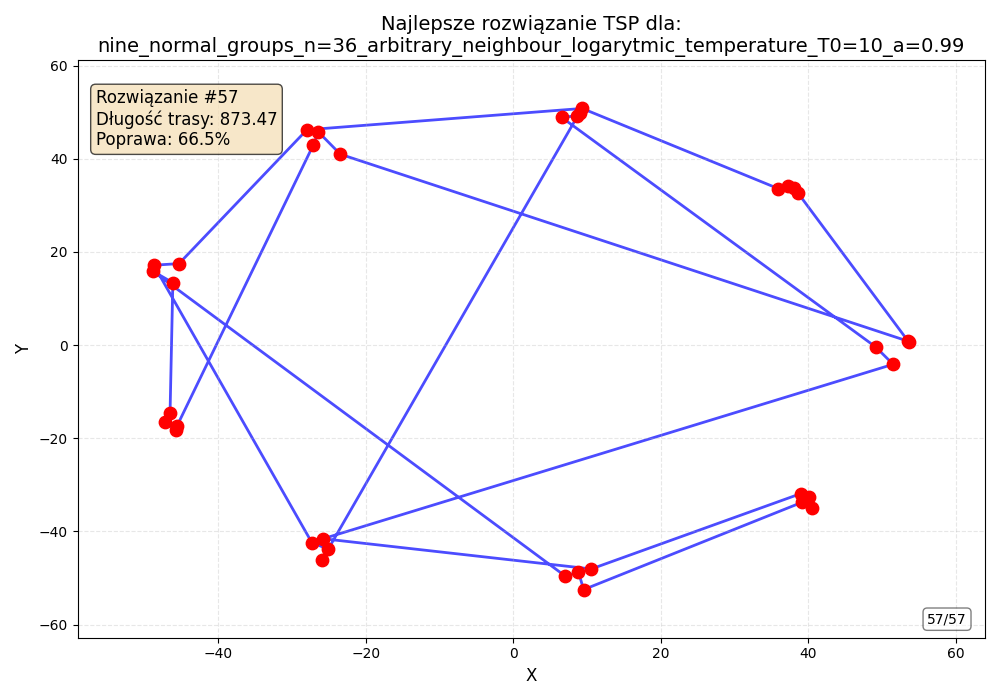 Najlepsze rozwiązanie TSP dla:
nine_normal_groups_n=36_arbitrary_neighbour_logarytmic_temperature_T0=10_a=0.99
Rozwiązanie #57
Długość trasy: 873.47
Poprawa: 66.5%
60
40
20
0
−20
−40
−60
Y
57/57
−40
−20
0
20
40
60
X